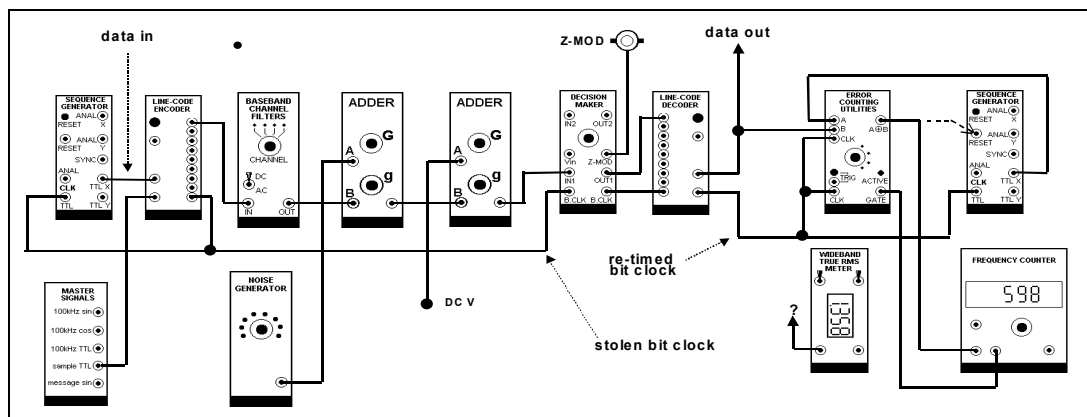 data in
Z-MOD
data out
SEQUENCE
GENERATOR
ANAL
X
RESET
ANAL
RESET
Y
SYNC
ANAL
CLK
TTL X
TTL
TTL Y
LINE-CODE
ENCODER
BASEBAND
CHANNEL
FILTERS
CHANNEL
DC
AC
IN
OUT
ADDER
G
A
g
B
ADDER
G
A
g
B
DECISION
MAKER
IN2
OUT2
Vin
Z-MOD
IN1
OUT1
B.CLK
B.CLK
LINE-CODE
DECODER
ERROR
COUNTING
UTILITIES
A
B
A⊕B
CLK
TRIG
ACTIVE
CLK
GATE
SEQUENCE
GENERATOR
ANAL
X
RESET
ANAL
RESET
Y
SYNC
ANAL
CLK
TTL X
TTL
TTL Y
re-timed
bit clock
stolen bit clock
MASTER
SIGNALS
100kHz sin
100kHz cos
100kHz TTL
sample TTL
message sin
NOISE
GENERATOR
DC V
WIDEBAND
TRUE RMS
METER
1358
?
FREQUENCY COUNTER
598